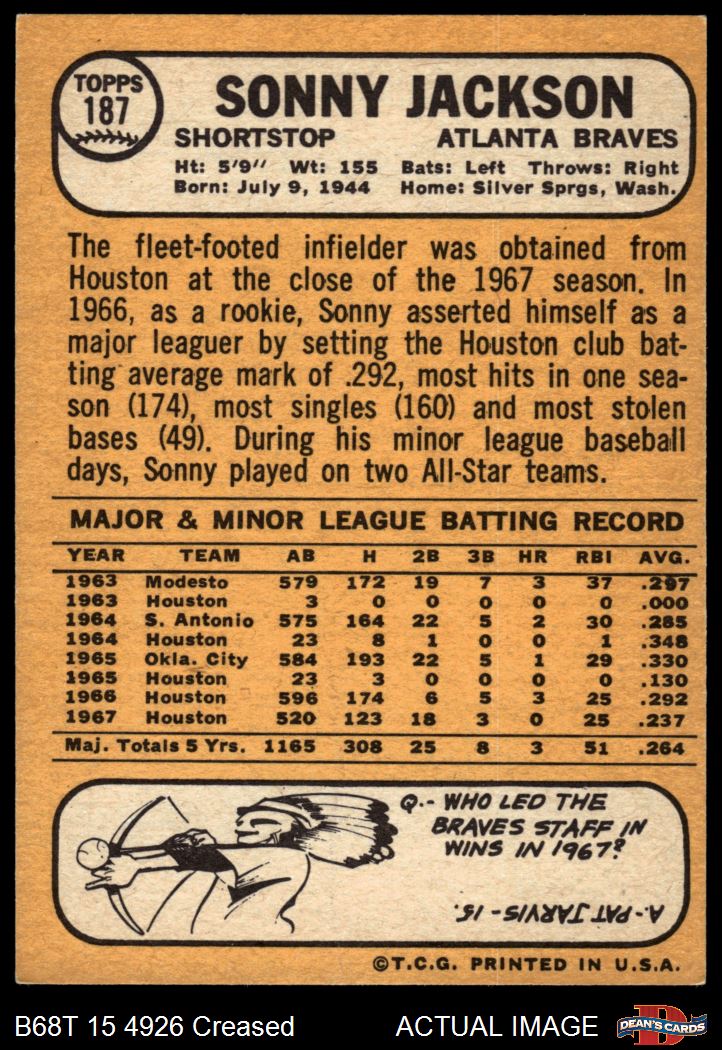 TOPPS
187
SONNY JACKSON
SHORTSTOP ATLANTA BRAVES
Ht: 5'9" Wt: 155 Bats: Left Throws: Right
Born: July 9, 1944 Home: Silver Sprgs, Wash.
The fleet-footed infielder was obtained from
Houston at the close of the 1967 season. In
1966, as a rookie, Sonny asserted himself as a
major leaguer by setting the Houston club bat-
ting average mark of .292, most hits in one sea-
son (174), most singles (160) and most stolen
bases (49). During his minor league baseball
days, Sonny played on two All-Star teams.
MAJOR & MINOR LEAGUE BATTING RECORD
YEAR TEAM AB H 2B 3B HR RBI AVG.
1963 Modesto 579 172 19 7 3 37 .297
1963 Houston 3 0 0 0 0 0 .000
1964 S. Antonio 575 164 22 5 2 30 .285
1964 Houston 23 8 1 0 0 1 .348
1965 Okla. City 584 193 22 5 1 29 .330
1965 Houston 23 3 0 0 0 0 .130
1966 Houston 596 174 6 5 3 25 .292
1967 Houston 520 123 18 3 0 25 .237
Maj. Totals 5 Yrs. 1165 308 25 8 3 51 .264
Q.- WHO LED THE
BRAVES STAFF IN
WINS IN 1967?
A.- PAT JARVIS - 15.
©T.C.G. PRINTED IN U.S.A.
B68T 15 4926 Creased ACTUAL IMAGE
D
DEAN'S CARDS